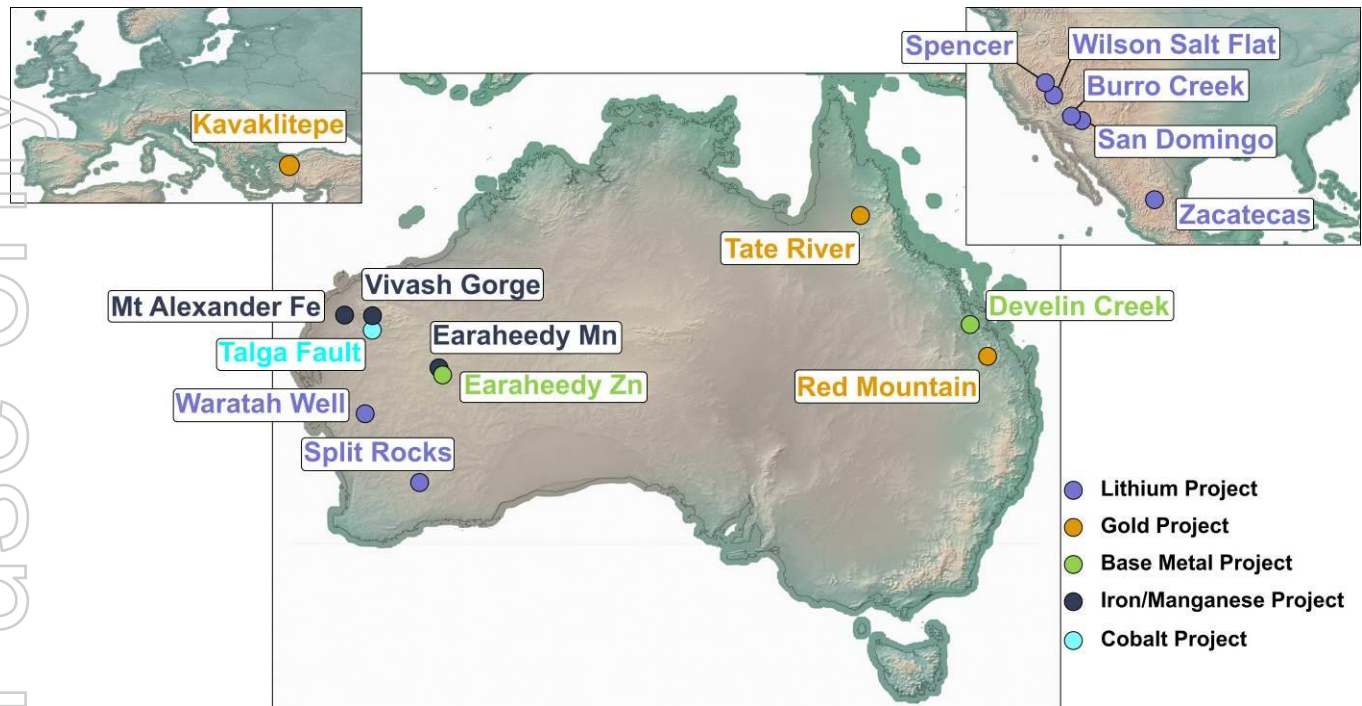 Kavaklitepe
Spencer
Wilson Salt Flat
Burro Creek
San Domingo
Zacatecas
Tate River
Vivash Gorge
Mt Alexander Fe
Develin Creek
Earaheedy Mn
Talga Fault
Earaheedy Zn
Red Mountain
Waratah Well
Split Rocks
Lithium Project
Gold Project
Base Metal Project
Iron/Manganese Project
Cobalt Project